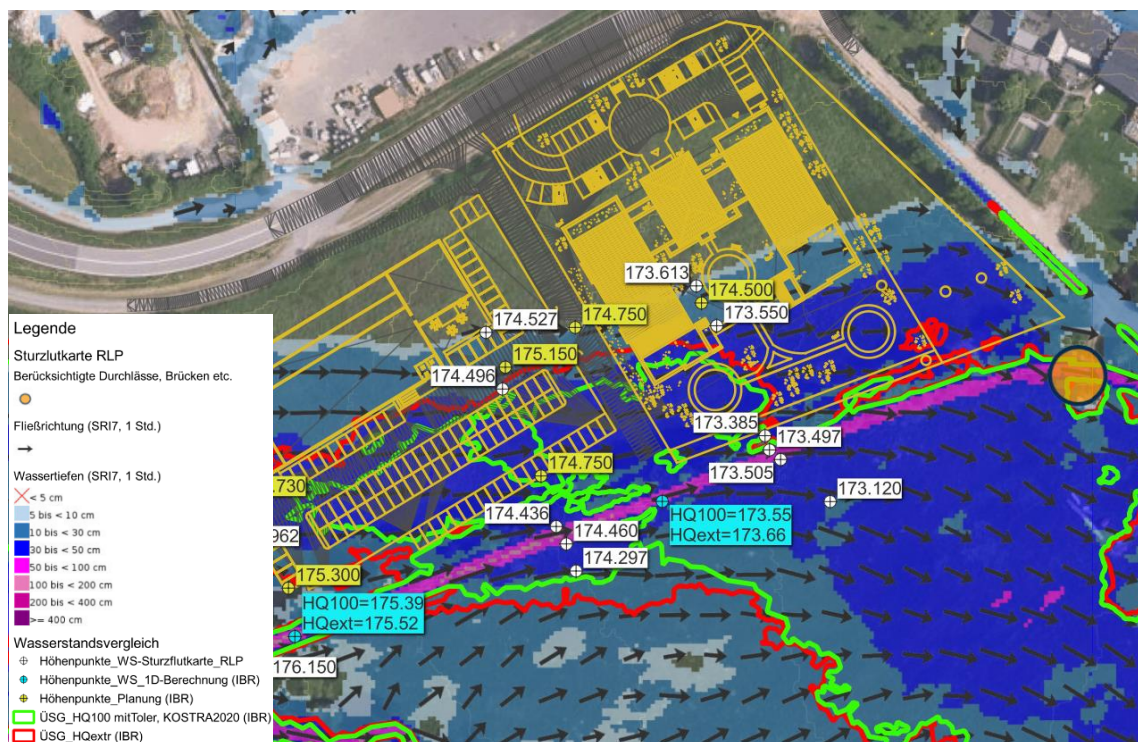 173.613
174.500
173.550
174.527
174.750
175.150
174.496
173.385
173.497
174.750
173.505
173.120
.730
174.436
HQ100=173.55
HQext=173.66
174.460
962
174.297
175.300
HQ100=175.39
HQext=175.52
176.150
Legende
Sturzlutkarte RLP
Berücksichtigte Durchlässe, Brücken etc.
Fließrichtung (SRI7, 1 Std.)
Wassertiefen (SRI7, 1 Std.)
< 5 cm
5 bis < 10 cm
10 bis < 30 cm
30 bis < 50 cm
50 bis < 100 cm
100 bis < 200 cm
200 bis < 400 cm
>= 400 cm
Wasserstandsvergleich
Höhenpunkte_WS-Sturzflutkarte_RLP
Höhenpunkte_WS_1D-Berechnung (IBR)
Höhenpunkte_Planung (IBR)
ÜSG_HQ100 mitToler, KOSTRA2020 (IBR)
ÜSG_HQextr (IBR)